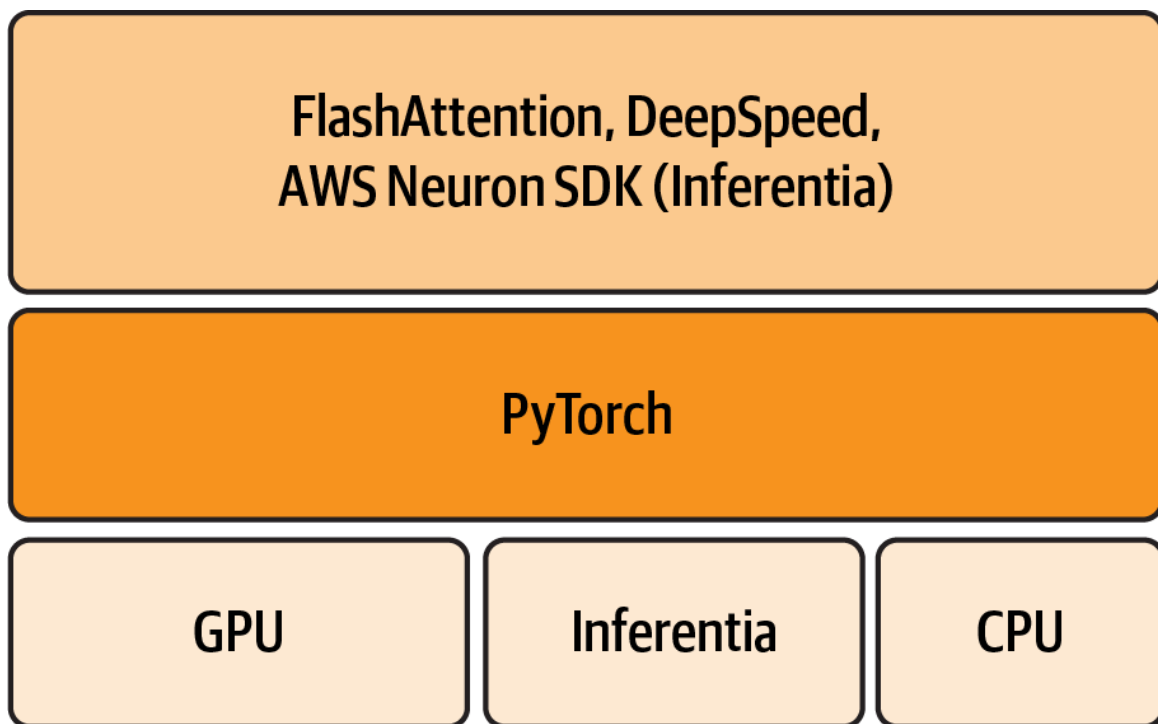 FlashAttention, DeepSpeed,
AWS Neuron SDK (Inferentia)
PyTorch
GPU
Inferentia
CPU